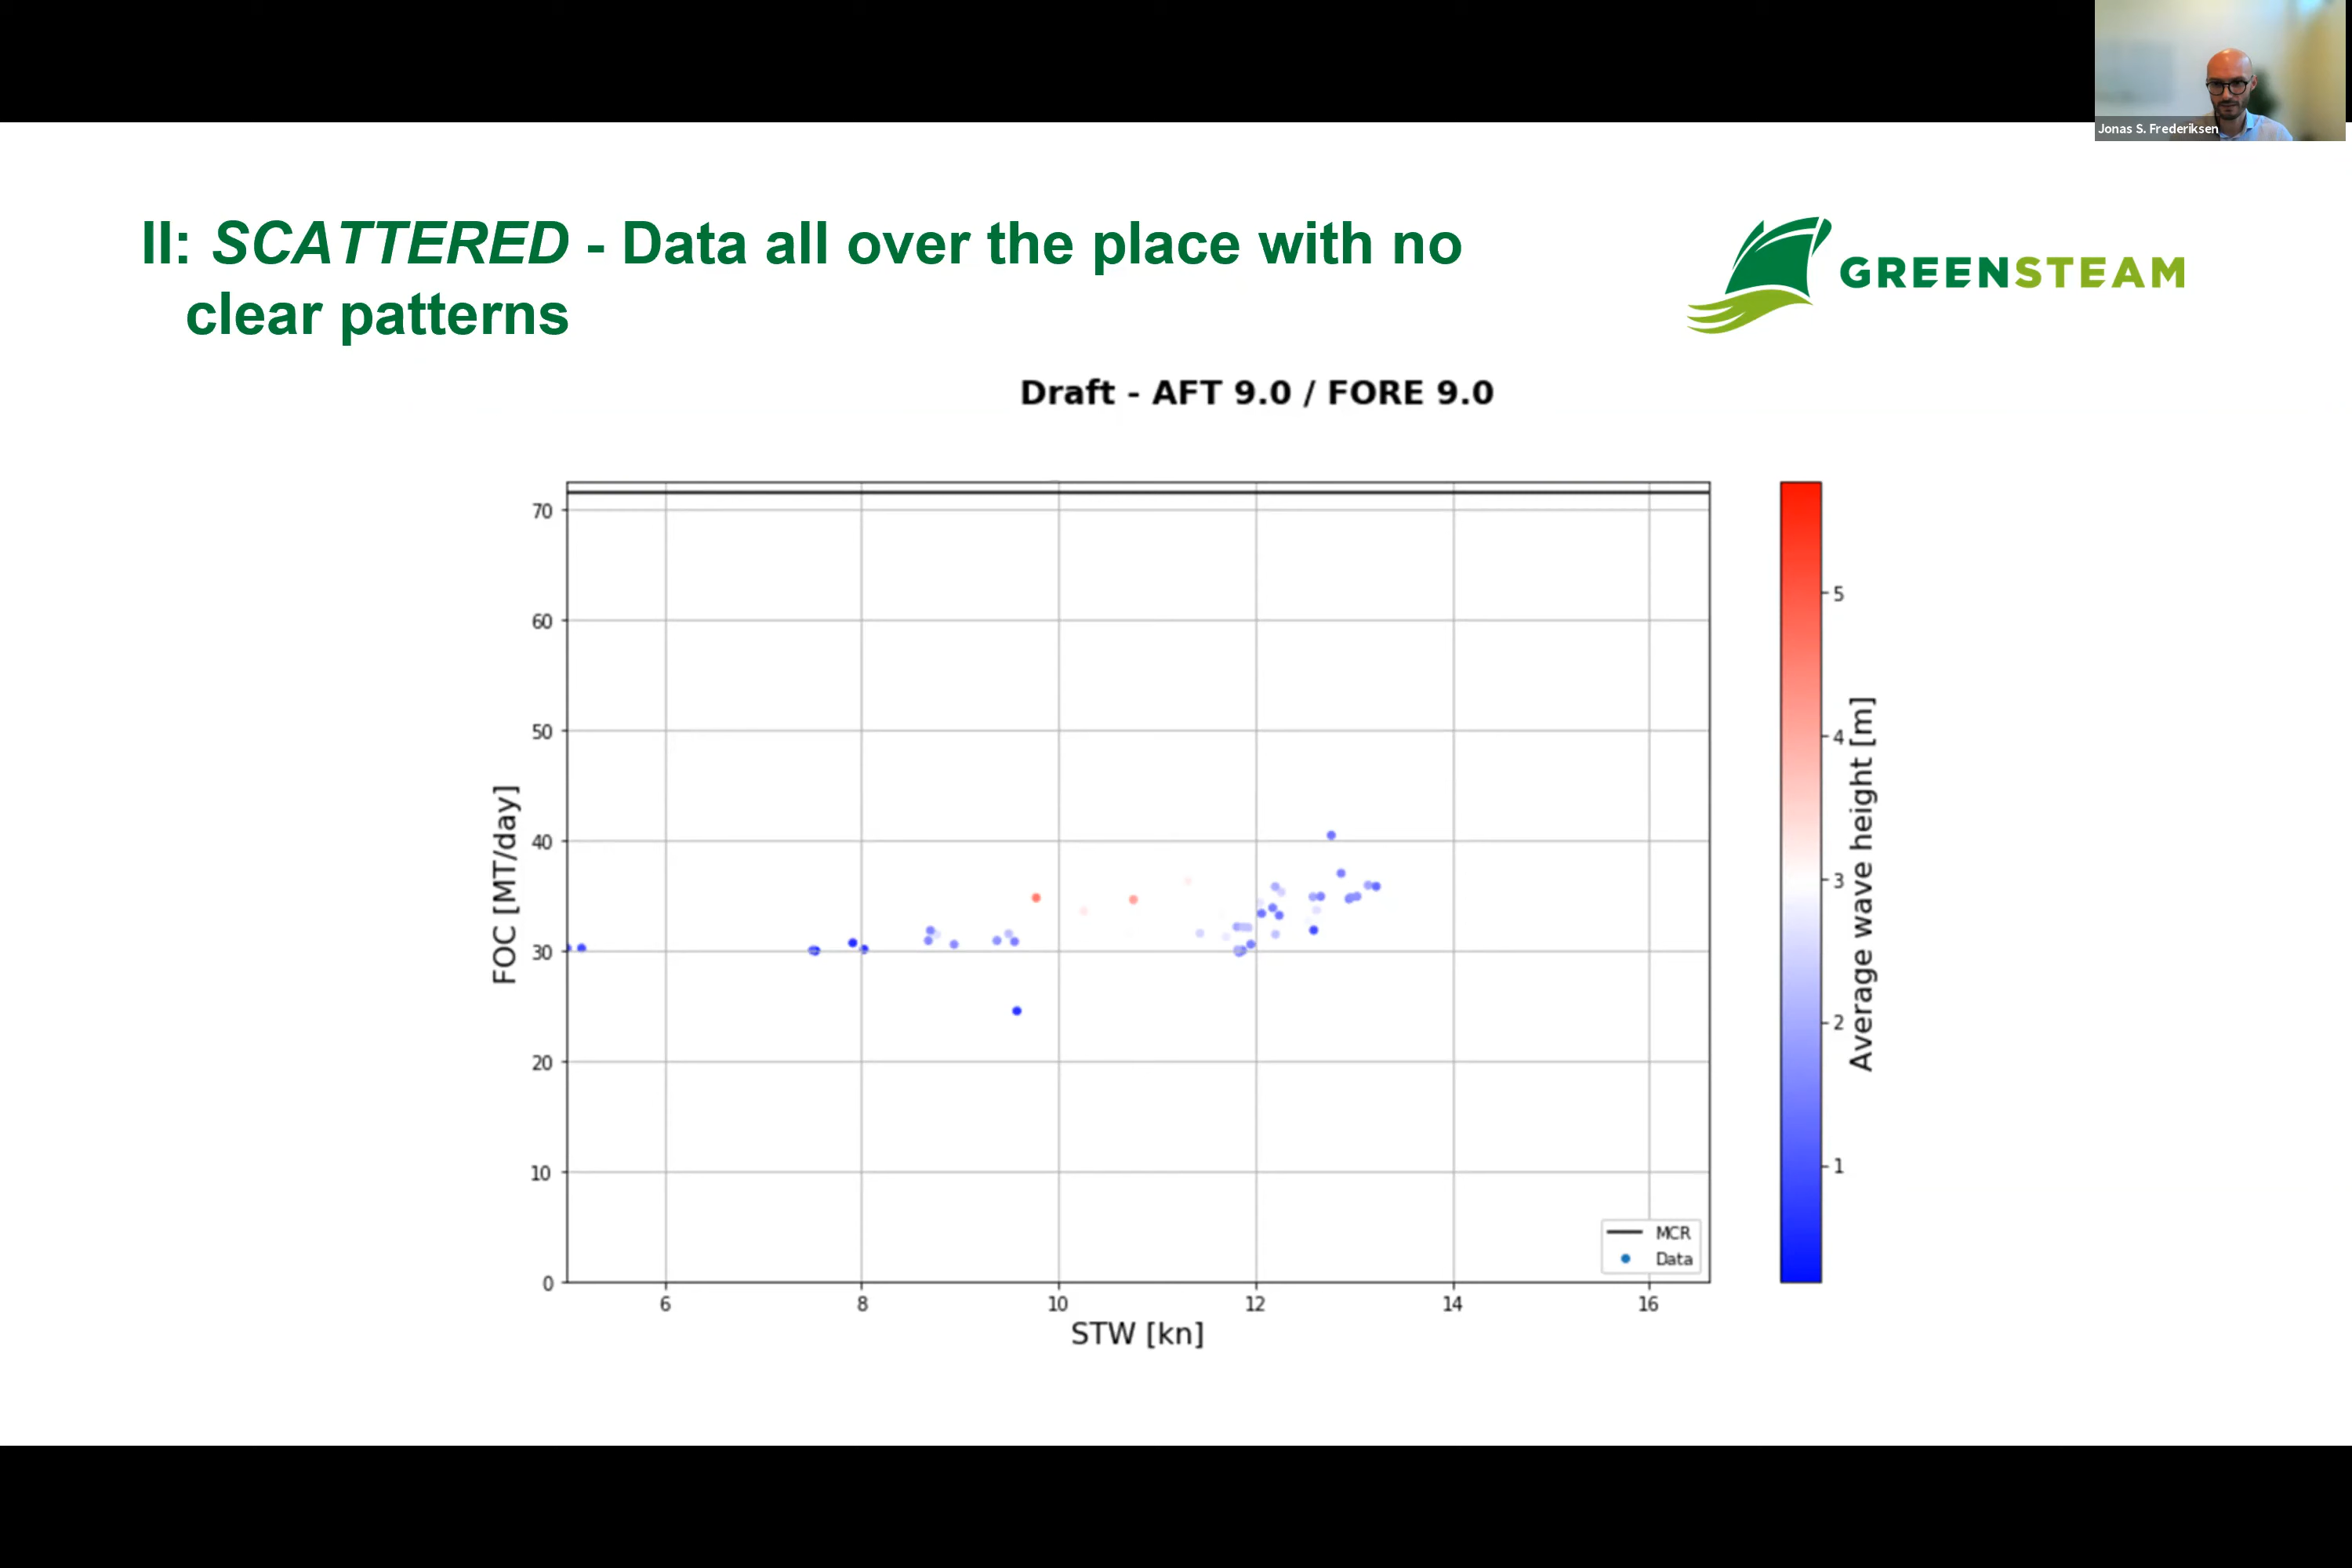 Jonas S. Frederiksen
II: SCATTERED - Data all over the place with no
clear patterns
GREENSTEAM
Draft - AFT 9.0 / FORE 9.0
70
60
50
40
30
20
10
0
FOC [MT/day]
6
8
10
12
14
16
STW [kn]
MCR
Data
5
4
3
2
1
Average wave height [m]